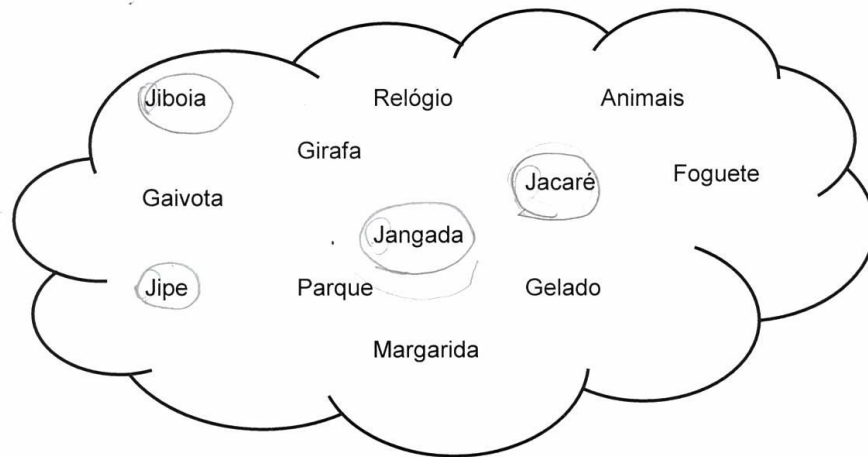 Jiboia
Relógio
Animais
Girafa
Jacaré
Foguete
Gaivota
Jangada
Jipe
Parque
Gelado
Margarida